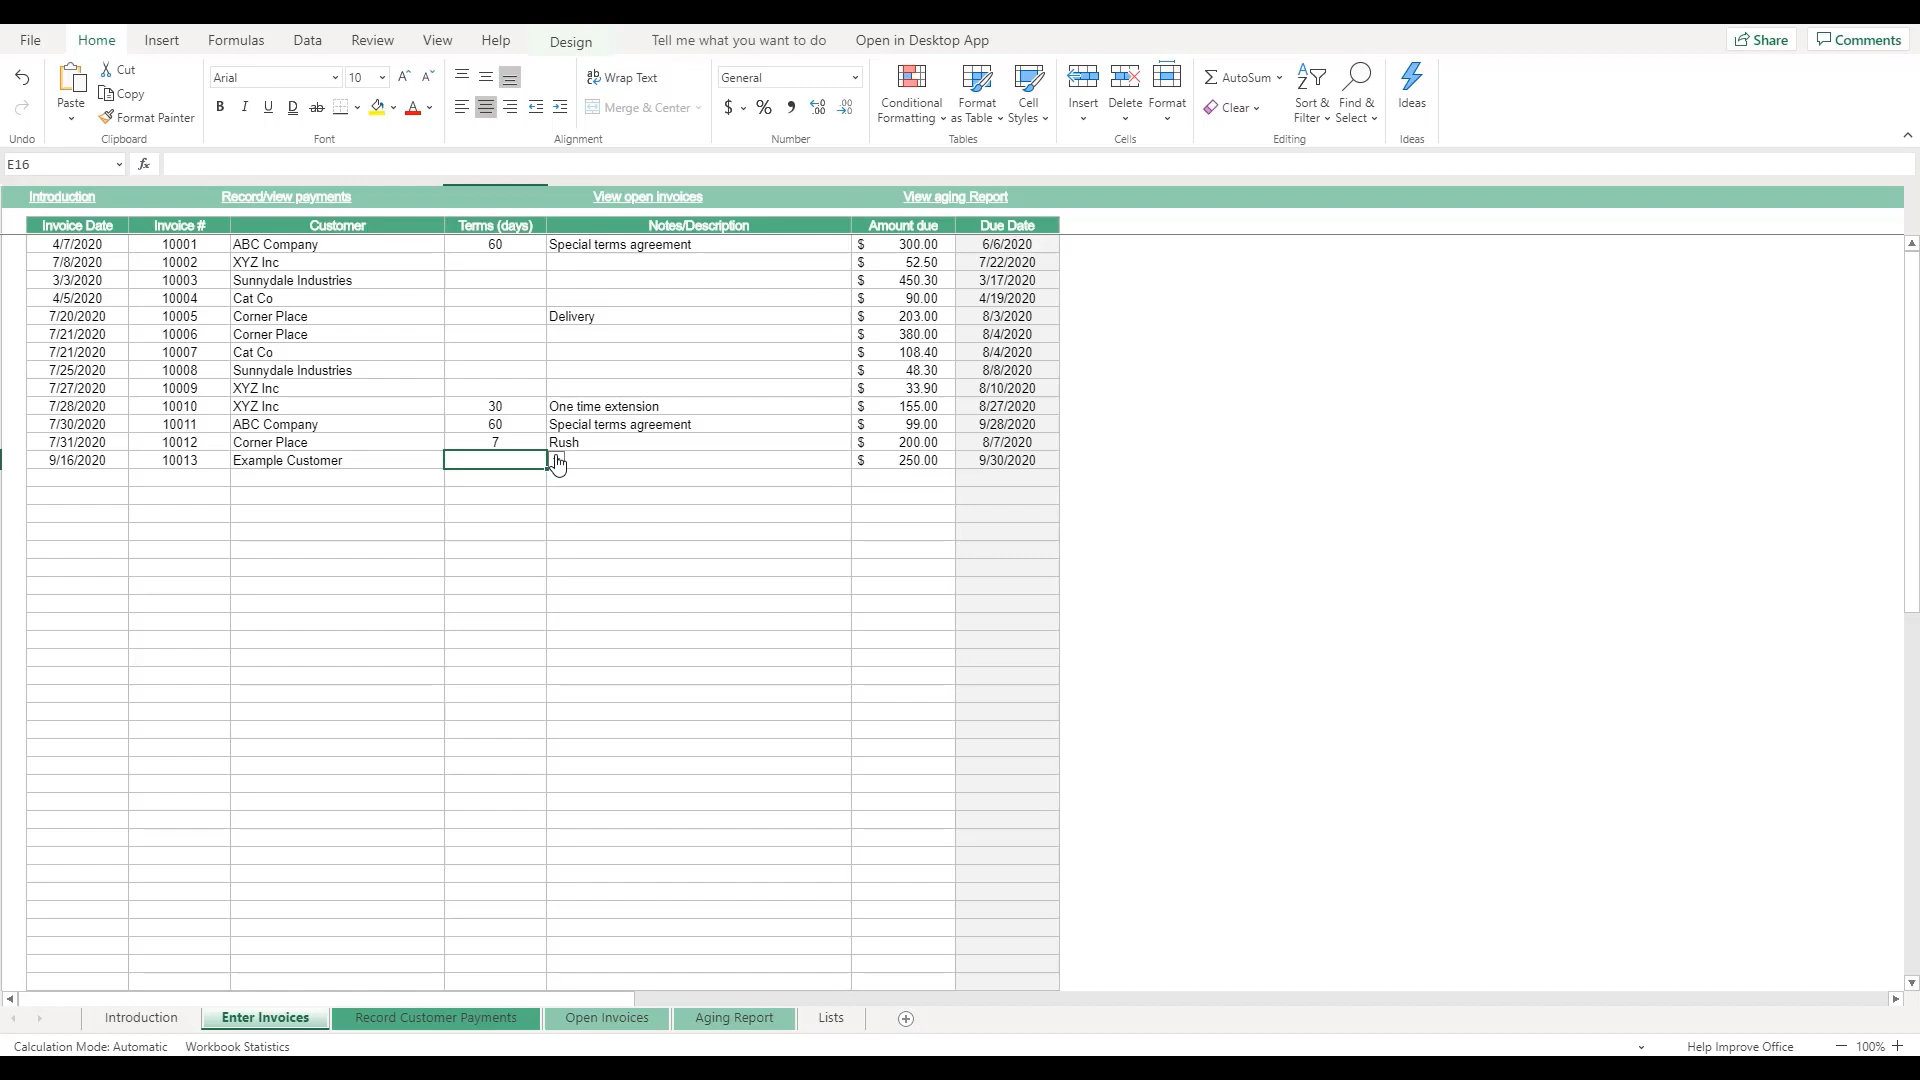 File Home Insert Formulas Data Review View Help Design Tell me what you want to do Open in Desktop App Share Comments
Paste Cut Copy Format Painter
Arial 10
B I U D ab A
ab Wrap Text
Merge & Center
General
$ % 9
Conditional Formatting Format as Table Cell Styles
Insert Delete Format
AutoSum
Clear
Sort & Filter Find & Select
Ideas
Undo Clipboard Font Alignment Number Tables Cells Editing Ideas
E16 fx
Introduction Record/view payments View open invoices View aging Report
Invoice Date Invoice # Customer Terms (days) Notes/Description Amount due Due Date
4/7/2020 10001 ABC Company 60 Special terms agreement $ 300.00 6/6/2020
7/8/2020 10002 XYZ Inc $ 52.50 7/22/2020
3/3/2020 10003 Sunnydale Industries $ 450.30 3/17/2020
4/5/2020 10004 Cat Co $ 90.00 4/19/2020
7/20/2020 10005 Corner Place Delivery $ 203.00 8/3/2020
7/21/2020 10006 Corner Place $ 380.00 8/4/2020
7/21/2020 10007 Cat Co $ 108.40 8/4/2020
7/25/2020 10008 Sunnydale Industries $ 48.30 8/8/2020
7/27/2020 10009 XYZ Inc $ 33.90 8/10/2020
7/28/2020 10010 XYZ Inc 30 One time extension $ 155.00 8/27/2020
7/30/2020 10011 ABC Company 60 Special terms agreement $ 99.00 9/28/2020
7/31/2020 10012 Corner Place 7 Rush $ 200.00 8/7/2020
9/16/2020 10013 Example Customer $ 250.00 9/30/2020
Introduction Enter Invoices Record Customer Payments Open Invoices Aging Report Lists
Calculation Mode: Automatic Workbook Statistics Help Improve Office 100%